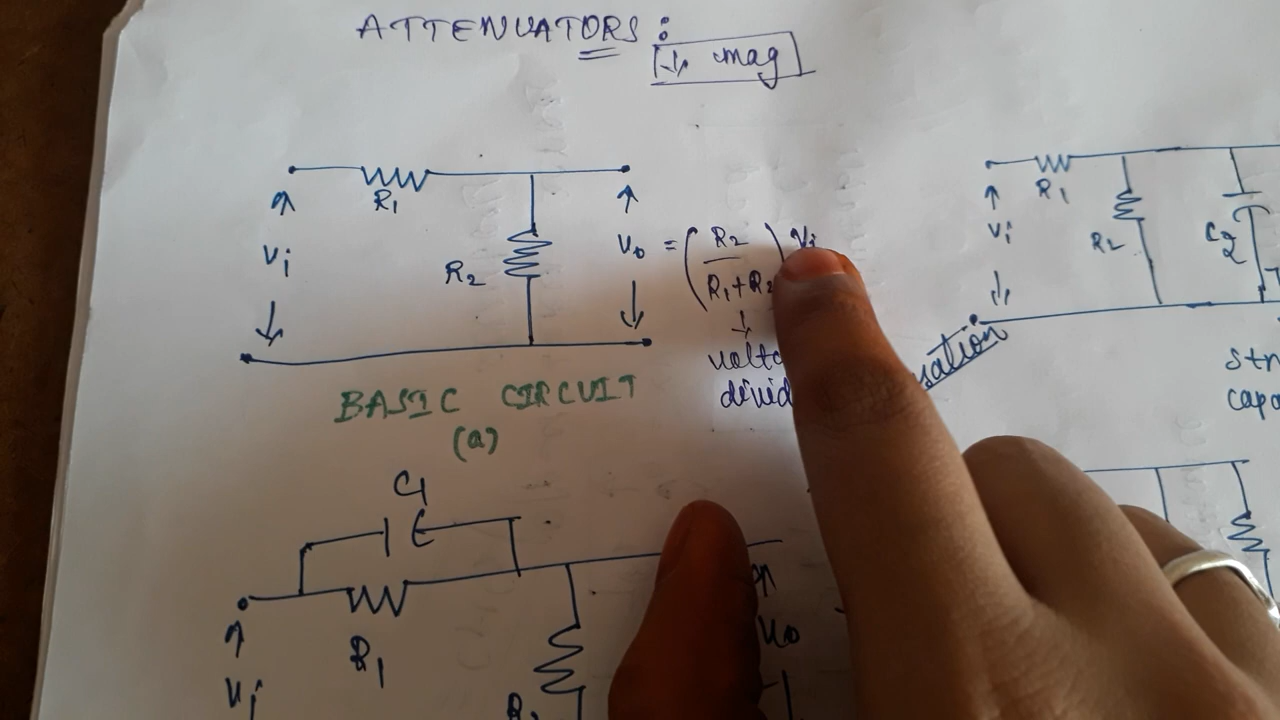 ATTENUATORS :
↓ mag
R1
Vi
R2
Vo = ( R2 / R1 + R2 ) Vi
↓
BASIC CIRCUIT
(a)
R1
Vi
R2
C2
C1
R1
Vi
Vo